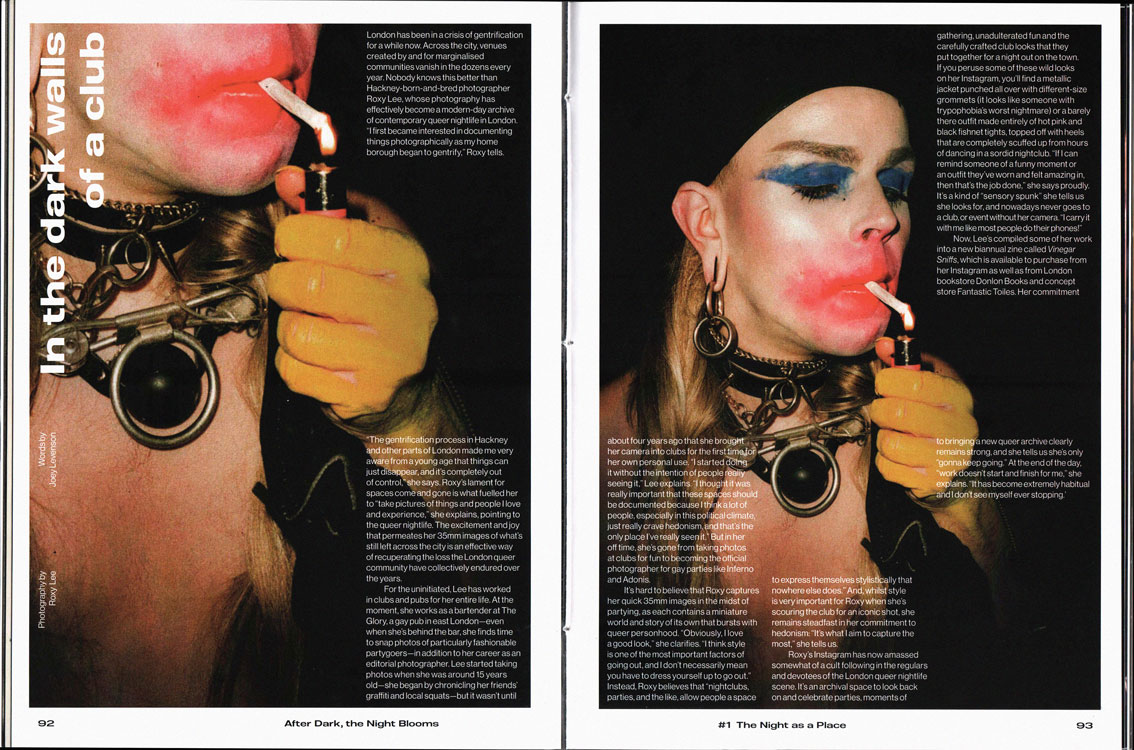 In the dark walls
of a club
Words by
Joey Levenson
Photography by
Roxy Lee
London has been in a crisis of gentrification
for a while now. Across the city, venues
created by and for marginalised
communities vanish in the dozens every
year. Nobody knows this better than
Hackney-born-and-bred photographer
Roxy Lee, whose photography has
effectively become a modern-day archive
of contemporary queer nightlife in London.
“I first became interested in documenting
things photographically as my home
borough began to gentrify,” Roxy tells.
“The gentrification process in Hackney
and other parts of London made me very
aware from a young age that things can
just disappear, and it’s completely out
of control,” she says. Roxy’s lament for
spaces come and gone is what fuelled her
to “take pictures of things and people I love
and experience,” she explains, pointing to
the queer nightlife. The excitement and joy
that permeates her 35mm images of what’s
still left across the city is an effective way
of recuperating the loss the London queer
community have collectively endured over
the years.
For the uninitiated, Lee has worked
in clubs and pubs for her entire life. At the
moment, she works as a bartender at The
Glory, a gay pub in east London—even
when she’s behind the bar, she finds time
to snap photos of particularly fashionable
partygoers—in addition to her career as an
editorial photographer. Lee started taking
photos when she was around 15 years
old—she began by chronicling her friends’
graffiti and local squats—but it wasn’t until
92
After Dark, the Night Blooms
about four years ago that she brought
her camera into clubs for the first time, for
her own personal use. “I started doing
it without the intention of people really
seeing it,” Lee explains. “I thought it was
really important that these spaces should
be documented because I think a lot of
people, especially in this political climate,
just really crave hedonism, and that’s the
only place I’ve really seen it.” But in her
off time, she’s gone from taking photos
at clubs for fun to becoming the official
photographer for gay parties like Inferno
and Adonis.
It’s hard to believe that Roxy captures
her quick 35mm images in the midst of
partying, as each contains a miniature
world and story of its own that bursts with
queer personhood. “Obviously, I love
a good look,” she clarifies. “I think style
is one of the most important factors of
going out, and I don’t necessarily mean
you have to dress yourself up to go out.”
Instead, Roxy believes that “nightclubs,
parties, and the like, allow people a space
to express themselves stylistically that
nowhere else does.” And, whilst style
is very important for Roxy when she’s
scouring the club for an iconic shot, she
remains steadfast in her commitment to
hedonism: “It’s what I aim to capture the
most,” she tells us.
Roxy’s Instagram has now amassed
somewhat of a cult following in the regulars
and devotees of the London queer nightlife
scene. It’s an archival space to look back
on and celebrate parties, moments of
gathering, unadulterated fun and the
carefully crafted club looks that they
put together for a night out on the town.
If you peruse some of these wild looks
on her Instagram, you’ll find a metallic
jacket punched all over with different-size
grommets (it looks like someone with
trypophobia’s worst nightmare) or a barely
there outfit made entirely of hot pink and
black fishnet tights, topped off with heels
that are completely scuffed up from hours
of dancing in a sordid nightclub. “If I can
remind someone of a funny moment or
an outfit they’ve worn and felt amazing in,
then that’s the job done,” she says proudly.
It’s a kind of “sensory spunk” she tells us
she looks for, and nowadays never goes to
a club, or event without her camera. “I carry it
with me like most people do their phones!”
Now, Lee’s compiled some of her work
into a new biannual zine called Vinegar
Sniffs, which is available to purchase from
her Instagram as well as from London
bookstore Donlon Books and concept
store Fantastic Toiles. Her commitment
to bringing a new queer archive clearly
remains strong, and she tells us she’s only
“gonna keep going.” At the end of the day,
“work doesn’t start and finish for me,” she
explains. “It has become extremely habitual
and I don’t see myself ever stopping.’
#1 The Night as a Place
93